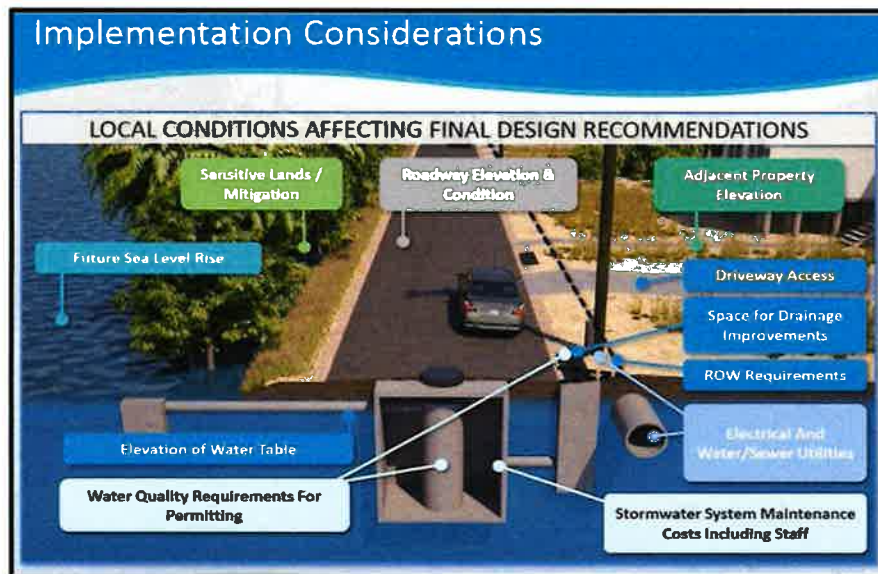 Implementation Considerations
LOCAL CONDITIONS AFFECTING FINAL DESIGN RECOMMENDATIONS
Sensitive Lands /
Mitigation
Roadway Elevation &
Condition
Adjacent Property
Elevation
Future Sea Level Rise
Driveway Access
Space for Drainage
Improvements
ROW Requirements
Elevation of Water Table
Electrical And
Water/Sewer Utilities
Water Quality Requirements For
Permitting
Stormwater System Maintenance
Costs Including Staff